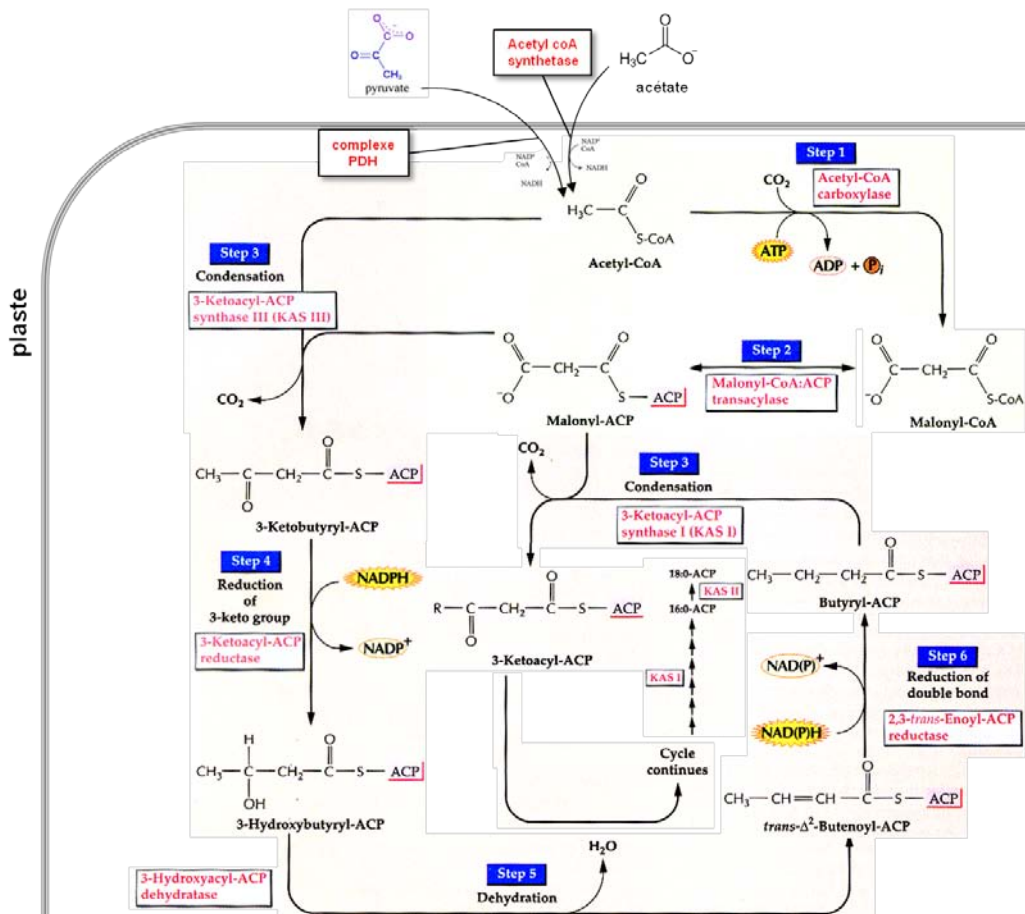 pyruvate
Acetyl coA
synthetase
acétate
complexe
PDH
NAD⁺
CoA
NADH
NAD⁺
CoA
NADH
H₃C
O
S-CoA
Acetyl-CoA
Step 1
Acetyl-CoA
carboxylase
CO₂
ATP
ADP + Pi
plaste
Step 3
Condensation
3-Ketoacyl-ACP
synthase III (KAS III)
CO₂
Malonyl-ACP
Step 2
Malonyl-CoA:ACP
transacylase
Malonyl-CoA
CH₃—C—CH₂—C—S—ACP
3-Ketobutyryl-ACP
CO₂
Step 3
Condensation
3-Ketoacyl-ACP
synthase I (KAS I)
Step 4
Reduction
of
3-keto group
3-Ketoacyl-ACP
reductase
NADPH
NADP⁺
R—C—CH₂—C—S—ACP
3-Ketoacyl-ACP
18:0-ACP
KAS II
16:0-ACP
KAS I
Cycle
continues
CH₃—CH₂—CH₂—C—S—ACP
Butyryl-ACP
NAD(P)⁺
NAD(P)H
Step 6
Reduction of
double bond
2,3-trans-Enoyl-ACP
reductase
CH₃—C—CH₂—C—S—ACP
OH
3-Hydroxybutyryl-ACP
CH₃—CH=CH—C—S—ACP
trans-Δ²-Butenoyl-ACP
3-Hydroxyacyl-ACP
dehydratase
Step 5
Dehydration
H₂O